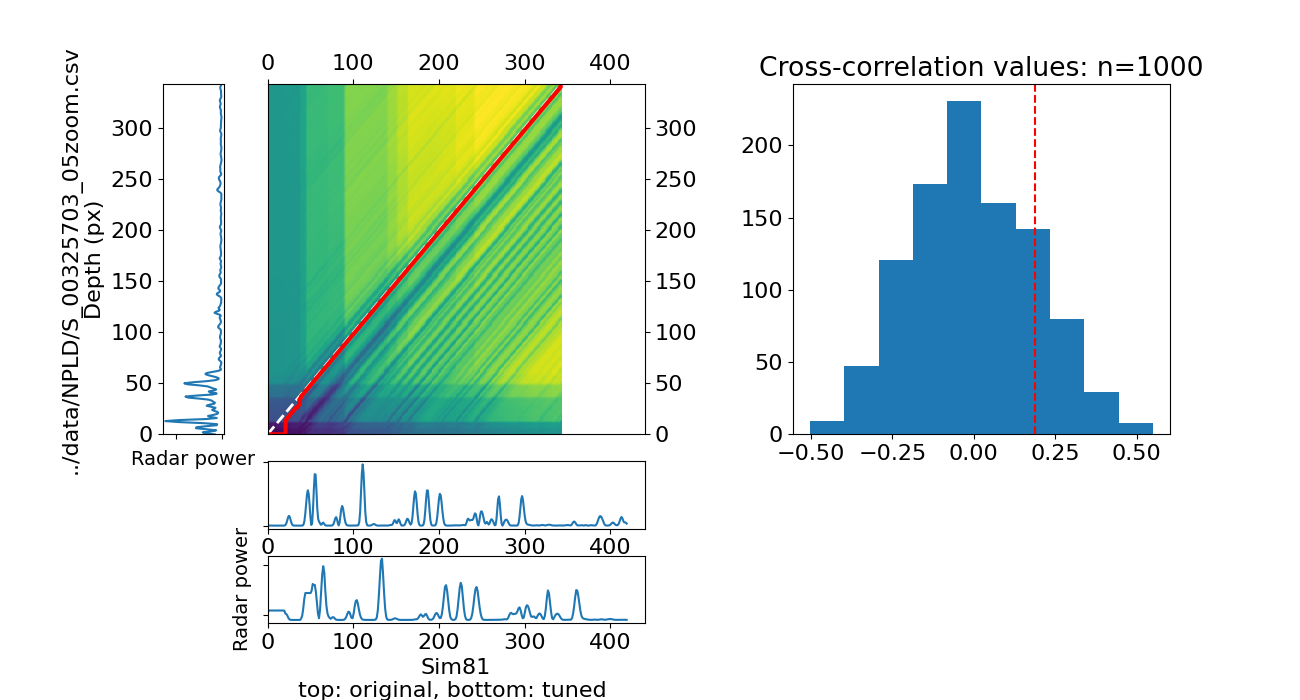 0 100 200 300 400
Cross-correlation values: n=1000
../data/NPLD/S_00325703_05zoom.csv
Depth (px)
300
250
200
150
100
50
0
300
250
200
150
100
50
0
200
150
100
50
0
−0.50 −0.25 0.00 0.25 0.50
Radar power
0 100 200 300 400
Radar power
0 100 200 300 400
Sim81
top: original, bottom: tuned